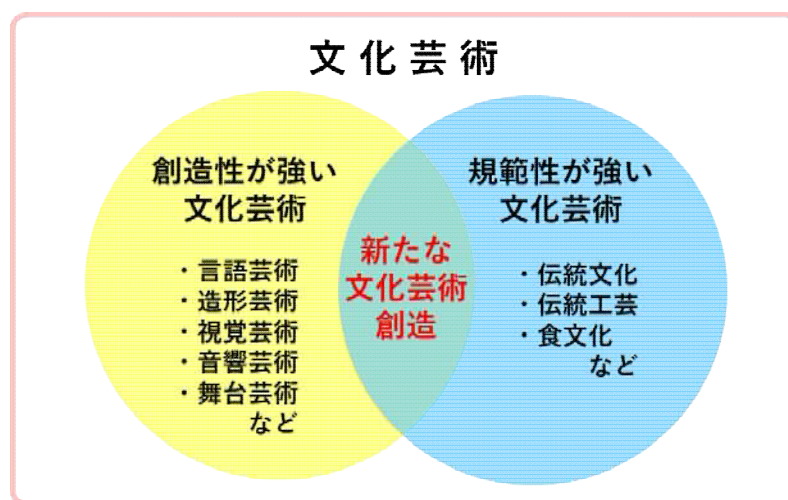 文化芸術
創造性が強い
文化芸術
・言語芸術
・造形芸術
・視覚芸術
・音響芸術
・舞台芸術
など
新たな
文化芸術
創造
規範性が強い
文化芸術
・伝統文化
・伝統工芸
・食文化
など